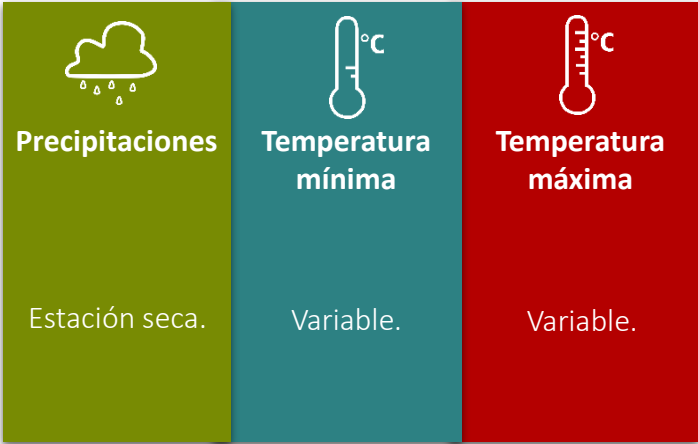 °C
°C
Precipitaciones
Temperatura
mínima
Temperatura
máxima
Estación seca.
Variable.
Variable.